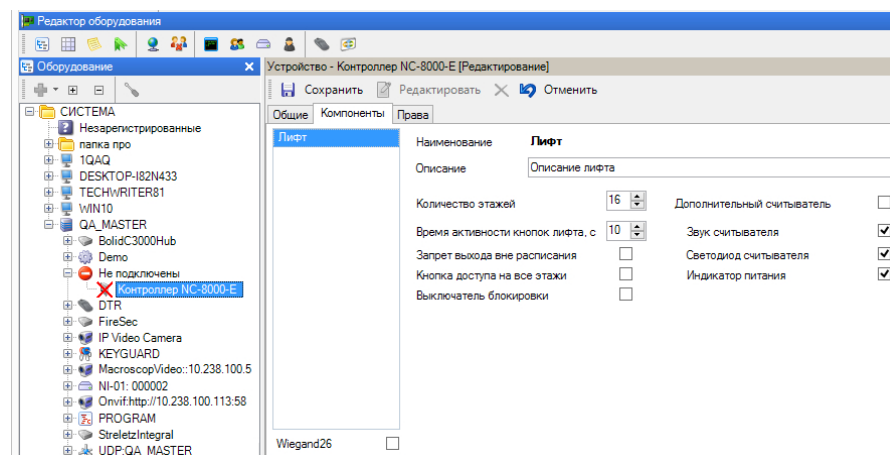 Редактор оборудования
Оборудование
СИСТЕМА
Незарегистрированные
папка про
1QAQ
DESKTOP-I82N433
TECHWRITER81
WIN10
QA_MASTER
BolidC3000Hub
Demo
Не подключены
Контроллер NC-8000-E
DTR
FireSec
IP Video Camera
KEYGUARD
MacroscopVideo::10.238.100.5
NI-01: 000002
Onvif:http://10.238.100.113:58
PROGRAM
StreletzIntegral
UDP:QA_MASTER
Устройство - Контроллер NC-8000-E [Редактирование]
Сохранить Редактировать Отменить
Общие Компоненты Права
Лифт
Wiegand26
Наименование Лифт
Описание Описание лифта
Количество этажей 16 Дополнительный считыватель
Время активности кнопок лифта, с 10 Звук считывателя
Запрет выхода вне расписания Светодиод считывателя
Кнопка доступа на все этажи Индикатор питания
Выключатель блокировки